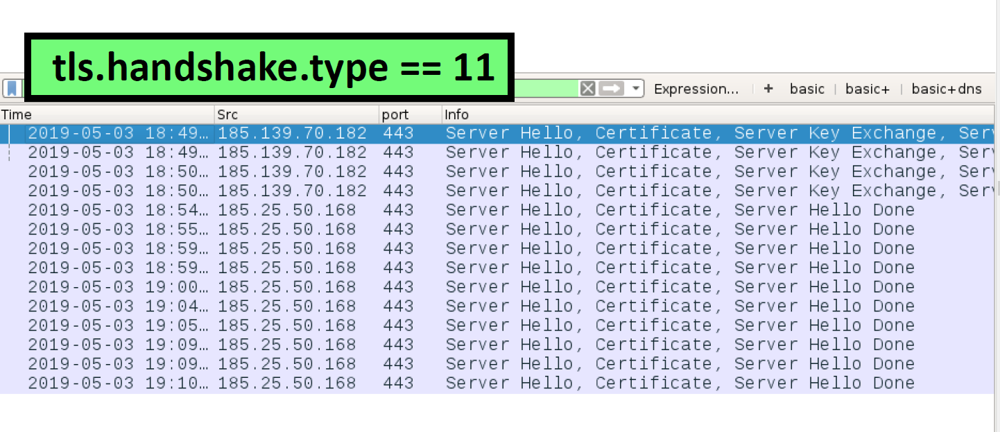 tls.handshake.type == 11
Expression... + basic | basic+ | basic+dns
Time Src port Info
2019-05-03 18:49… 185.139.70.182 443 Server Hello, Certificate, Server Key Exchange, Serv
2019-05-03 18:49… 185.139.70.182 443 Server Hello, Certificate, Server Key Exchange, Serv
2019-05-03 18:50… 185.139.70.182 443 Server Hello, Certificate, Server Key Exchange, Serv
2019-05-03 18:50… 185.139.70.182 443 Server Hello, Certificate, Server Key Exchange, Serv
2019-05-03 18:54… 185.25.50.168 443 Server Hello, Certificate, Server Hello Done
2019-05-03 18:55… 185.25.50.168 443 Server Hello, Certificate, Server Hello Done
2019-05-03 18:59… 185.25.50.168 443 Server Hello, Certificate, Server Hello Done
2019-05-03 18:59… 185.25.50.168 443 Server Hello, Certificate, Server Hello Done
2019-05-03 19:00… 185.25.50.168 443 Server Hello, Certificate, Server Hello Done
2019-05-03 19:04… 185.25.50.168 443 Server Hello, Certificate, Server Hello Done
2019-05-03 19:05… 185.25.50.168 443 Server Hello, Certificate, Server Hello Done
2019-05-03 19:09… 185.25.50.168 443 Server Hello, Certificate, Server Hello Done
2019-05-03 19:09… 185.25.50.168 443 Server Hello, Certificate, Server Hello Done
2019-05-03 19:10… 185.25.50.168 443 Server Hello, Certificate, Server Hello Done